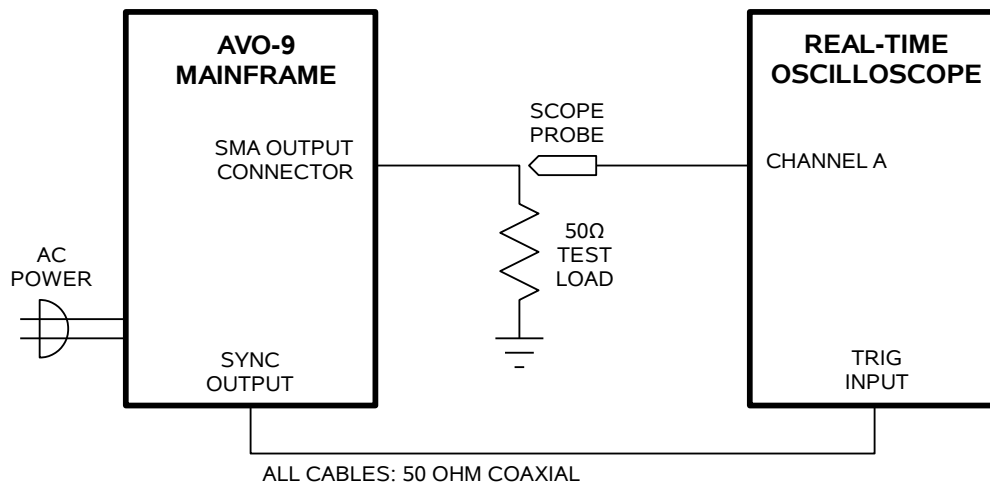 AVO-9
MAINFRAME
REAL-TIME
OSCILLOSCOPE
SCOPE
PROBE
SMA OUTPUT
CONNECTOR
CHANNEL A
50Ω
TEST
LOAD
AC
POWER
SYNC
OUTPUT
TRIG
INPUT
ALL CABLES: 50 OHM COAXIAL